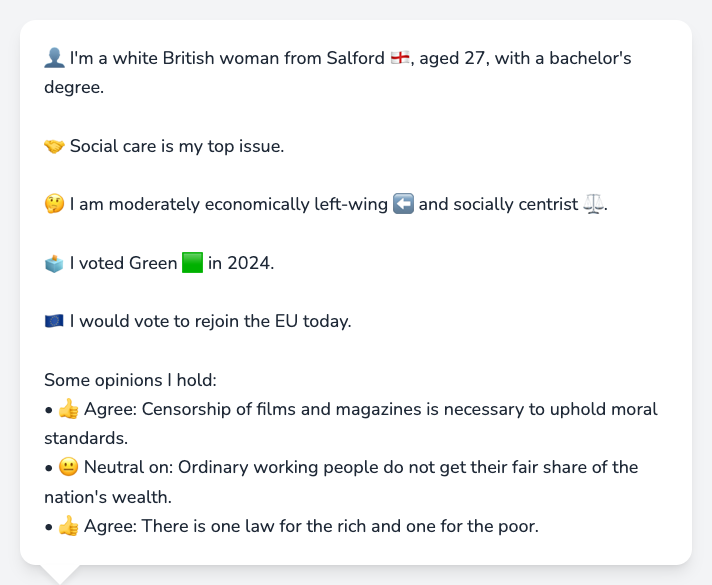 👤 I'm a white British woman from Salford 🏴󠁧󠁢󠁥󠁮󠁧󠁿, aged 27, with a bachelor's
degree.
🤝 Social care is my top issue.
🤔 I am moderately economically left-wing ⬅️ and socially centrist ⚖️.
🗳️ I voted Green 🟩 in 2024.
🇪🇺 I would vote to rejoin the EU today.
Some opinions I hold:
• 👍 Agree: Censorship of films and magazines is necessary to uphold moral
standards.
• 😐 Neutral on: Ordinary working people do not get their fair share of the
nation's wealth.
• 👍 Agree: There is one law for the rich and one for the poor.